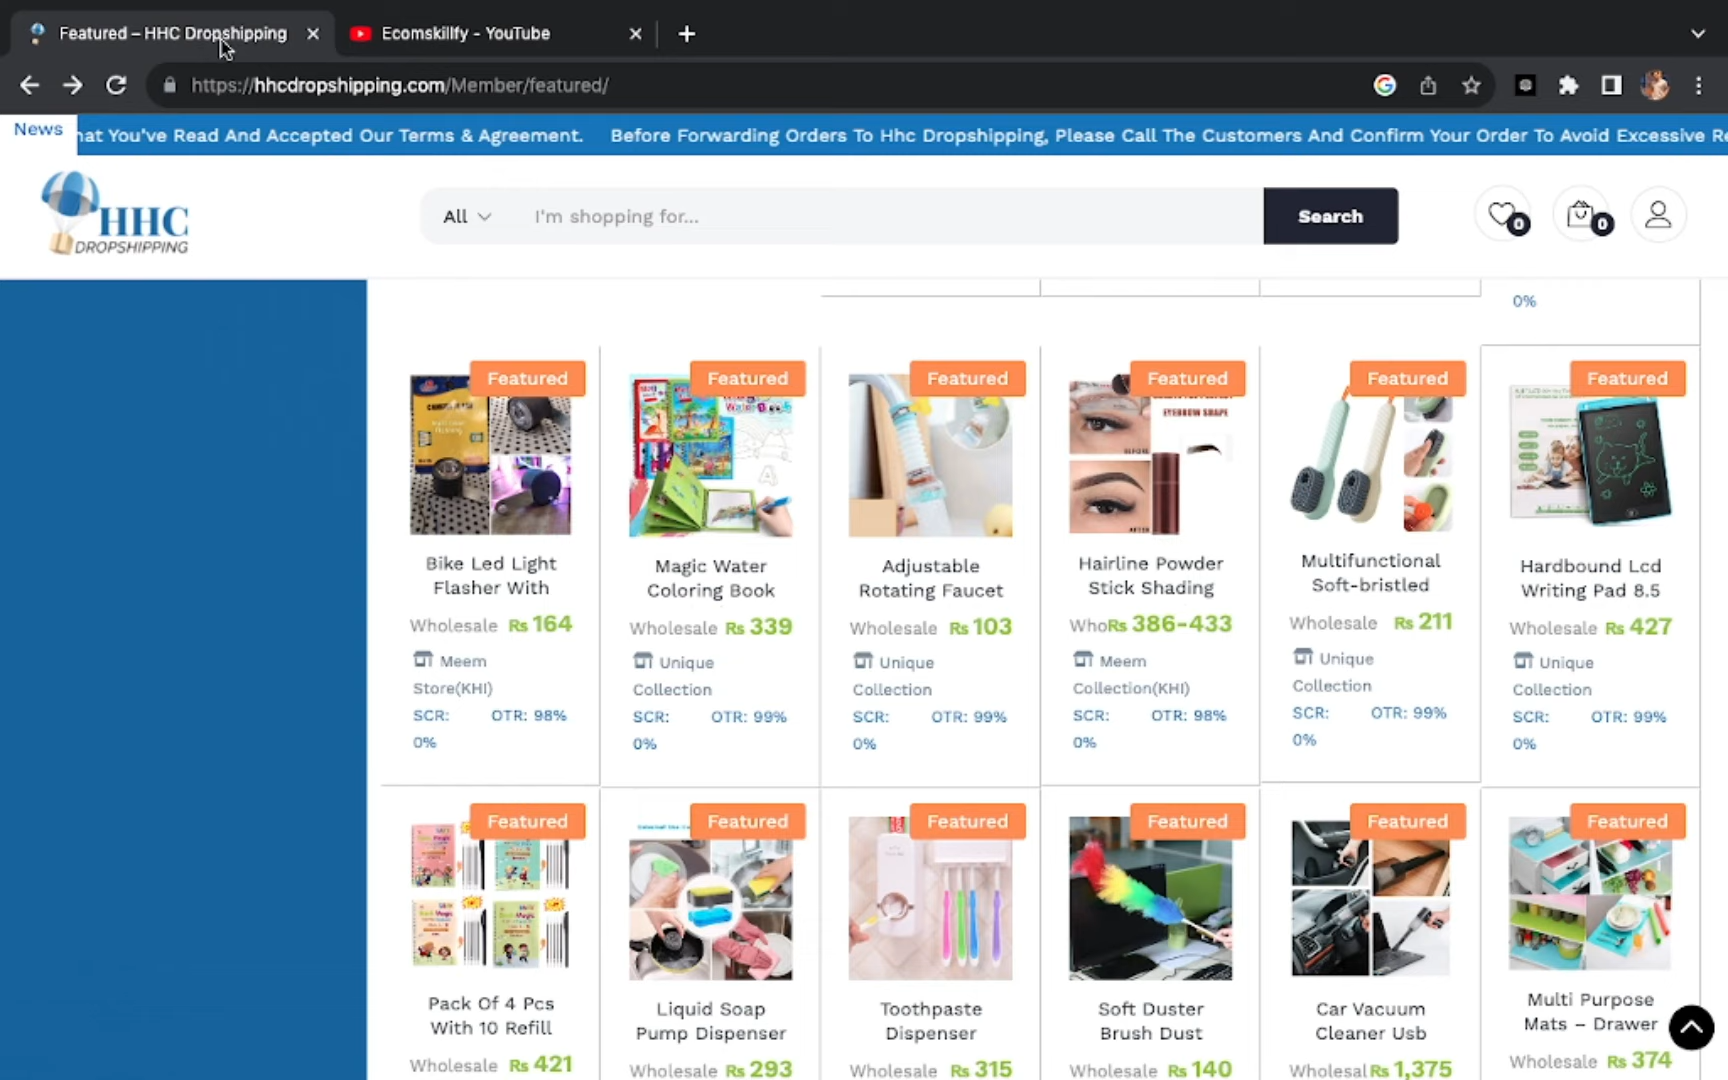 Featured – HHC Dropshipping
Ecomskillfy - YouTube
https://hhcdropshipping.com/Member/featured/
News
hat You've Read And Accepted Our Terms & Agreement. Before Forwarding Orders To Hhc Dropshipping, Please Call The Customers And Confirm Your Order To Avoid Excessive Re
HHC
DROPSHIPPING
All
I'm shopping for...
Search
0
0
0%
Featured
Featured
Featured
Featured
Featured
Featured
EYEBROW SHAPE
Bike Led Light
Flasher With
Wholesale Rs 164
Meem
Store(KHI)
SCR: OTR: 98%
0%
Magic Water
Coloring Book
Wholesale Rs 339
Unique
Collection
SCR: OTR: 99%
0%
Adjustable
Rotating Faucet
Wholesale Rs 103
Unique
Collection
SCR: OTR: 99%
0%
Hairline Powder
Stick Shading
WhoRs 386-433
Meem
Collection(KHI)
SCR: OTR: 98%
0%
Multifunctional
Soft-bristled
Wholesale Rs 211
Unique
Collection
SCR: OTR: 99%
0%
Hardbound Lcd
Writing Pad 8.5
Wholesale Rs 427
Unique
Collection
SCR: OTR: 99%
0%
Featured
Featured
Featured
Featured
Featured
Featured
Pack Of 4 Pcs
With 10 Refill
Wholesale Rs 421
Liquid Soap
Pump Dispenser
Wholesale Rs 293
Toothpaste
Dispenser
Wholesale Rs 315
Soft Duster
Brush Dust
Wholesale Rs 140
Car Vacuum
Cleaner Usb
Wholesal Rs 1,375
Multi Purpose
Mats – Drawer
Wholesale Rs 374